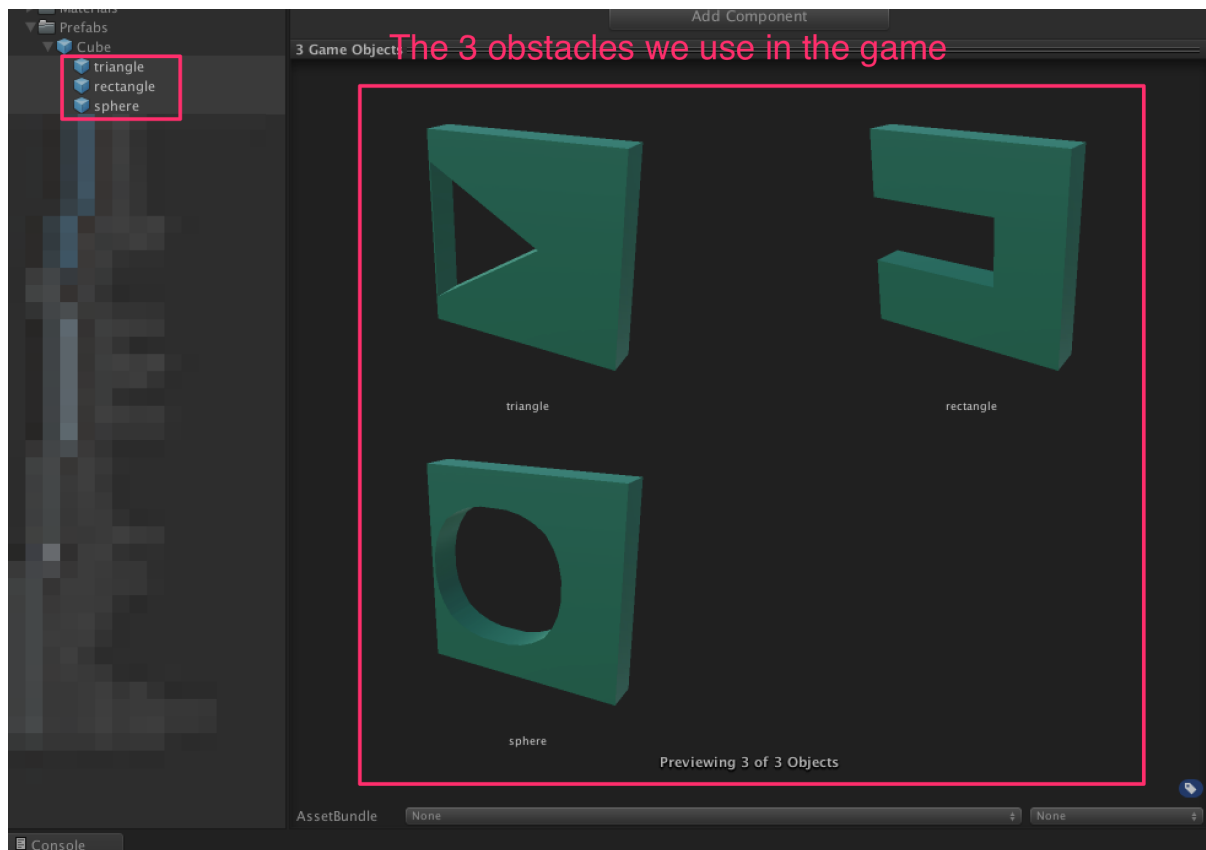 Materials
Prefabs
Cube
triangle
rectangle
sphere
Add Component
3 Game Objects
The 3 obstacles we use in the game
triangle
rectangle
sphere
Previewing 3 of 3 Objects
AssetBundle None None
Console